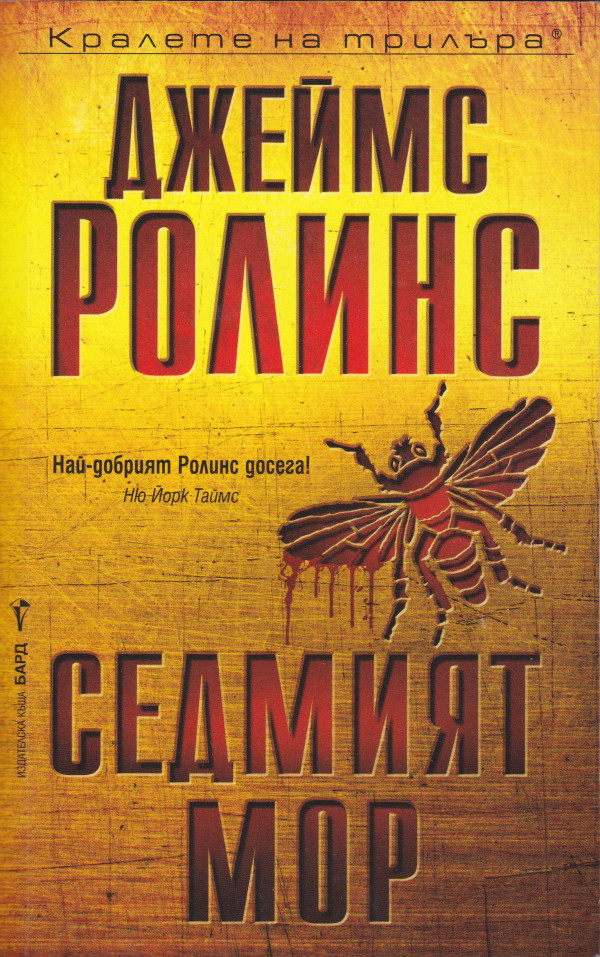 Кралете на трилъра®
ДЖЕЙМС
РОЛИНС
Най-добрият Ролинс досега!
Ню Йорк Таймс
ИЗДАТЕЛСКА КЪЩА БАРД
СЕДМИЯТ
МОР